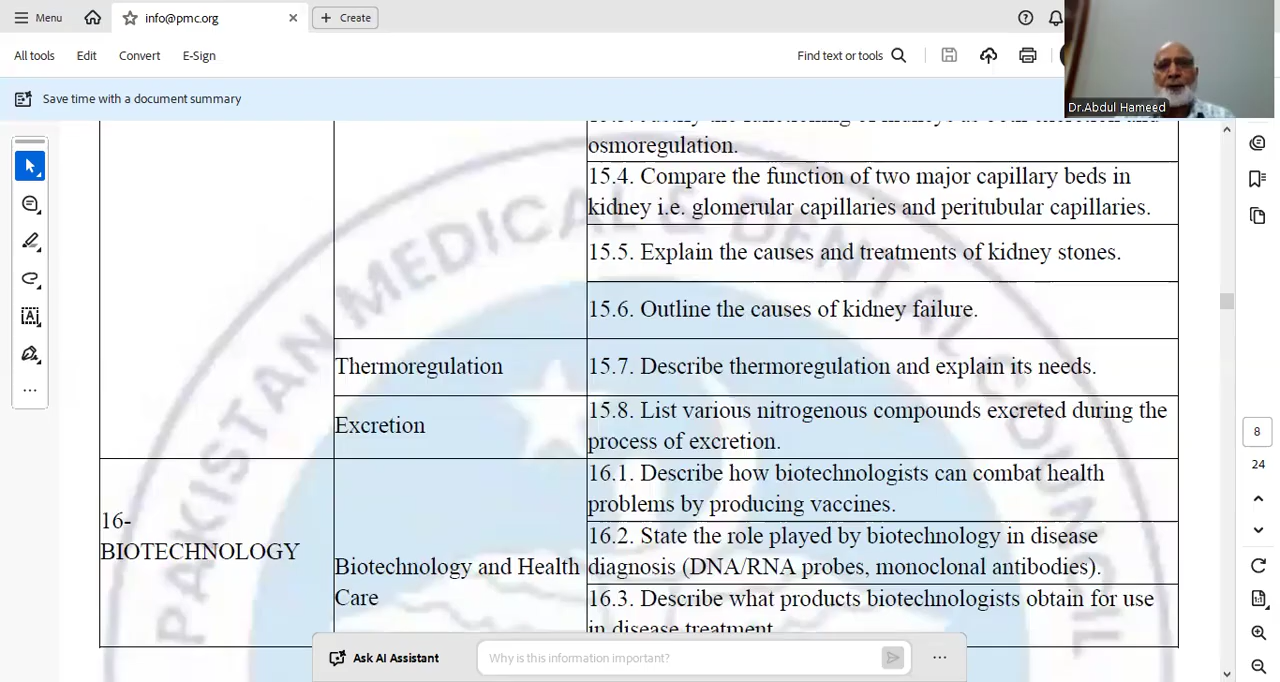 Menu
info@pmc.org
Create
All tools
Edit
Convert
E-Sign
Find text or tools
Dr.Abdul Hameed
Save time with a document summary
osmoregulation.
15.4. Compare the function of two major capillary beds in
kidney i.e. glomerular capillaries and peritubular capillaries.
15.5. Explain the causes and treatments of kidney stones.
15.6. Outline the causes of kidney failure.
Thermoregulation
15.7. Describe thermoregulation and explain its needs.
Excretion
15.8. List various nitrogenous compounds excreted during the
process of excretion.
16-
BIOTECHNOLOGY
Biotechnology and Health
Care
16.1. Describe how biotechnologists can combat health
problems by producing vaccines.
16.2. State the role played by biotechnology in disease
diagnosis (DNA/RNA probes, monoclonal antibodies).
16.3. Describe what products biotechnologists obtain for use
in disease treatment
PAKISTAN MEDICAL & DENTAL COUNCIL
8
24
Ask AI Assistant
Why is this information important?